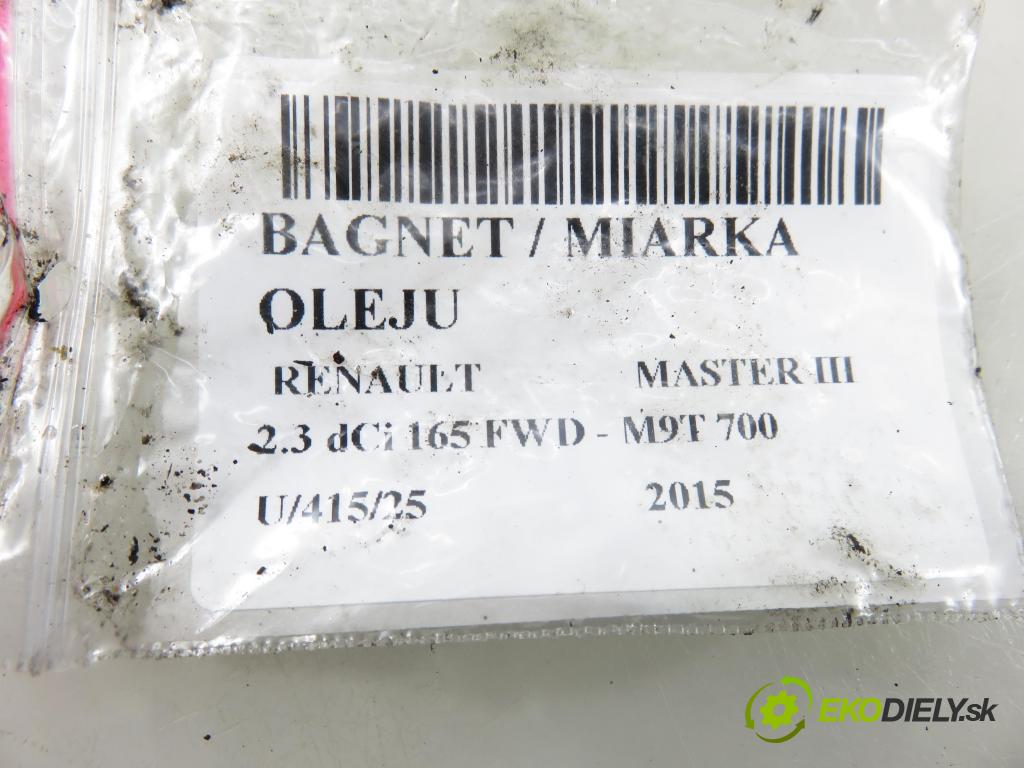 BAGNET / MIARKA
OLEJU
RENAULT MASTER III
2.3 dCi 165 FWD - M9T 700
U/415/25 2015
EKODIELY.sk